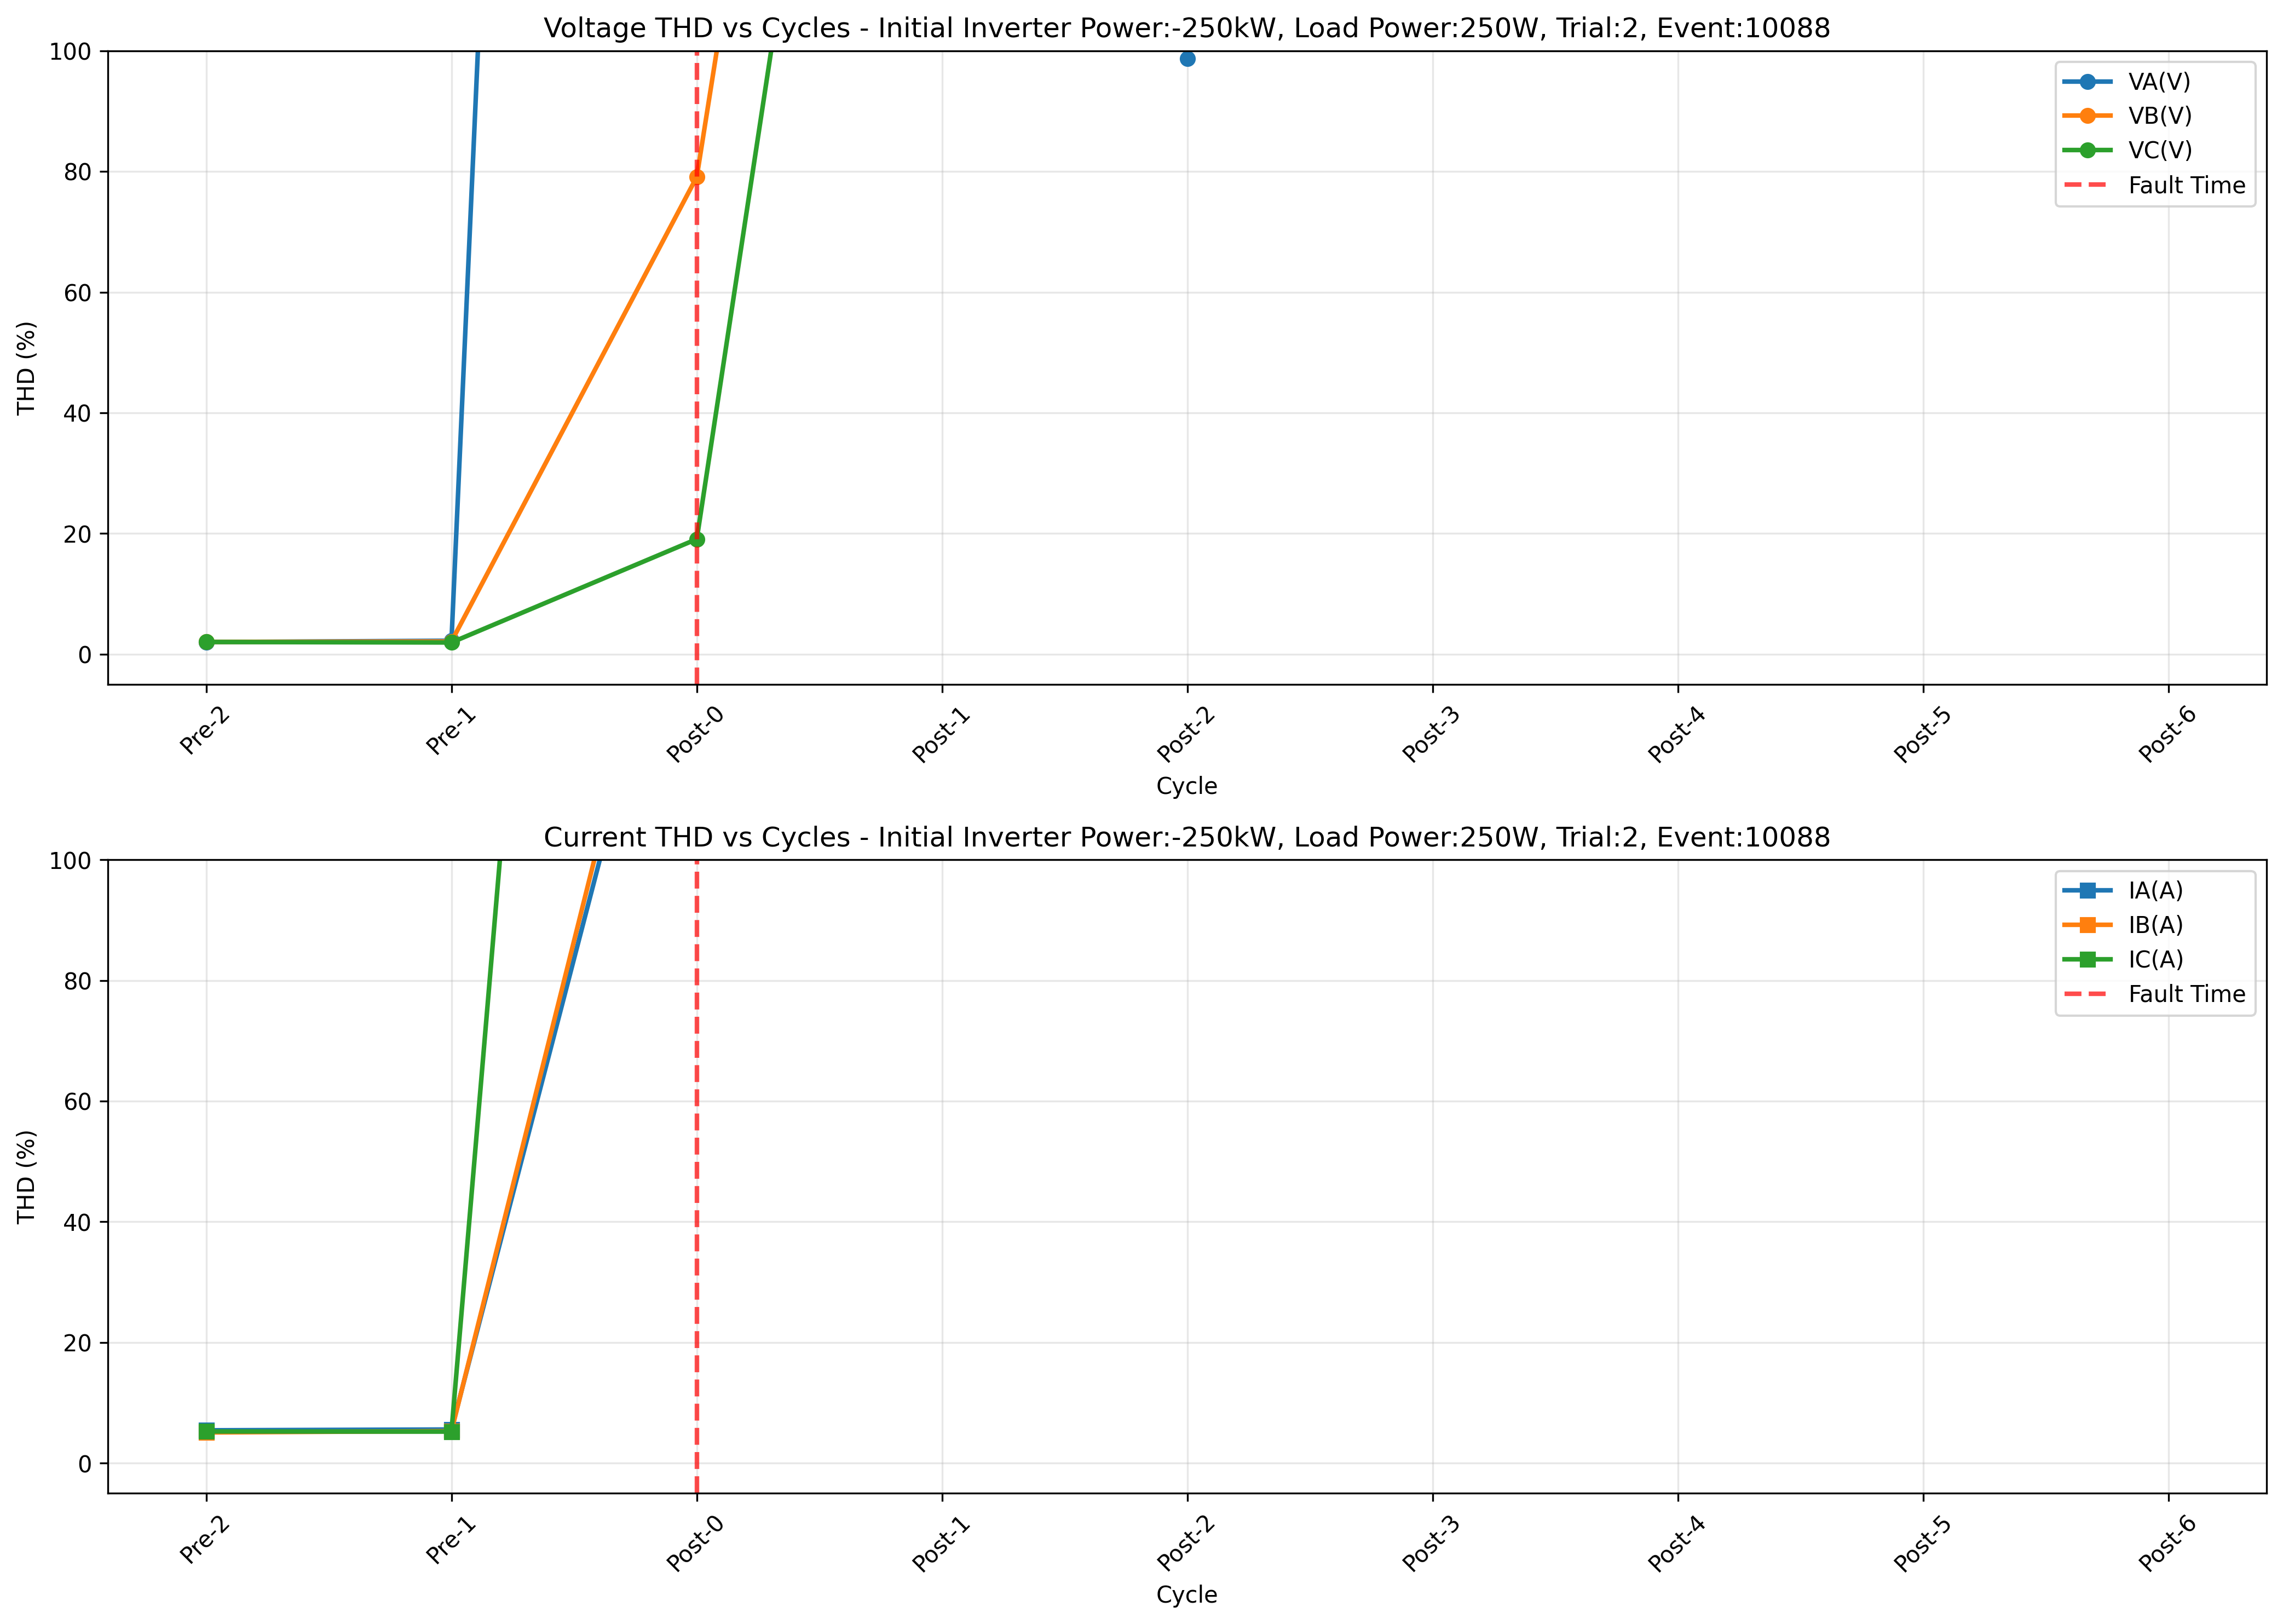 Voltage THD vs Cycles - Initial Inverter Power:-250kW, Load Power:250W, Trial:2, Event:10088
THD (%)
100
80
60
40
20
0
VA(V)
VB(V)
VC(V)
Fault Time
Pre-2
Pre-1
Post-0
Post-1
Post-2
Post-3
Post-4
Post-5
Post-6
Cycle
Current THD vs Cycles - Initial Inverter Power:-250kW, Load Power:250W, Trial:2, Event:10088
THD (%)
100
80
60
40
20
0
IA(A)
IB(A)
IC(A)
Fault Time
Pre-2
Pre-1
Post-0
Post-1
Post-2
Post-3
Post-4
Post-5
Post-6
Cycle